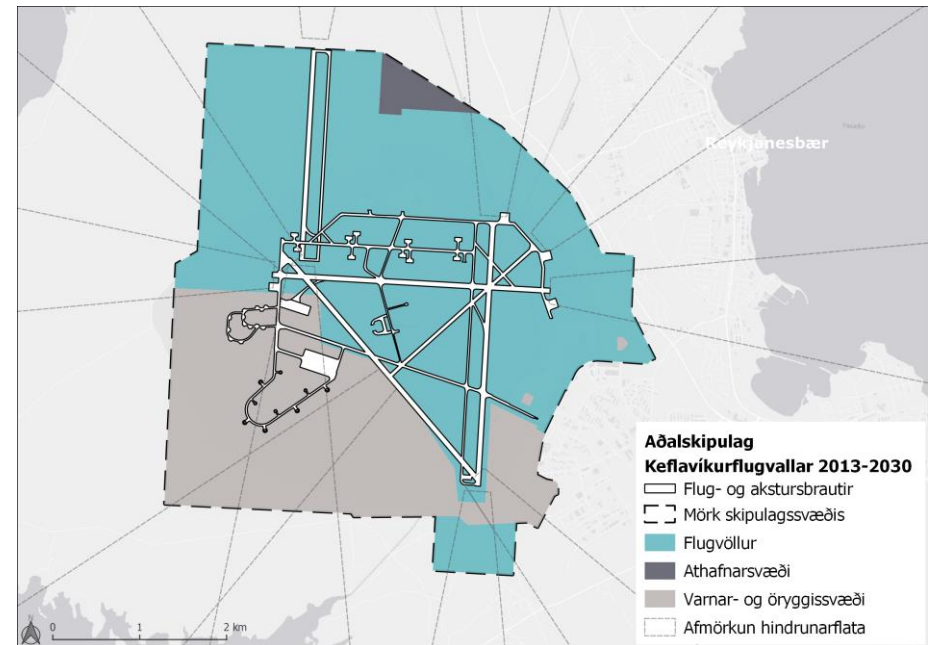 Reykjanesbær
Aðalskipulag
Keflavíkurflugvallar 2013-2030
Flug- og akstursbrautir
Mörk skipulagssvæðis
Flugvöllur
Athafnarsvæði
Varnar- og öryggissvæði
Afmörkun hindrunarflata
N
0 1 2 km